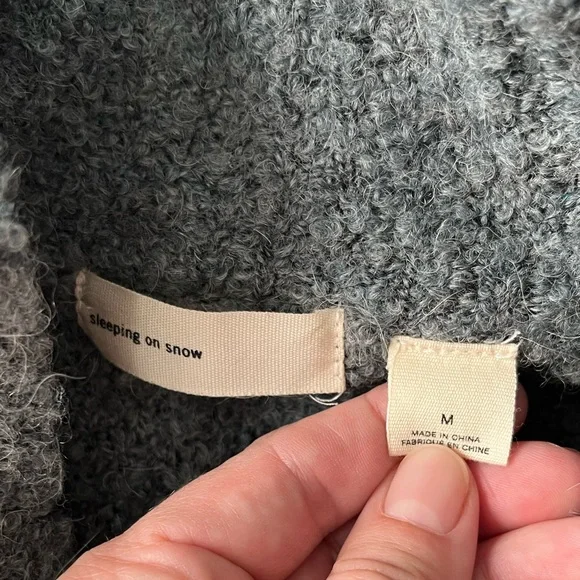 sleeping on snow
M
MADE IN CHINA
FABRIQUÉ EN CHINE